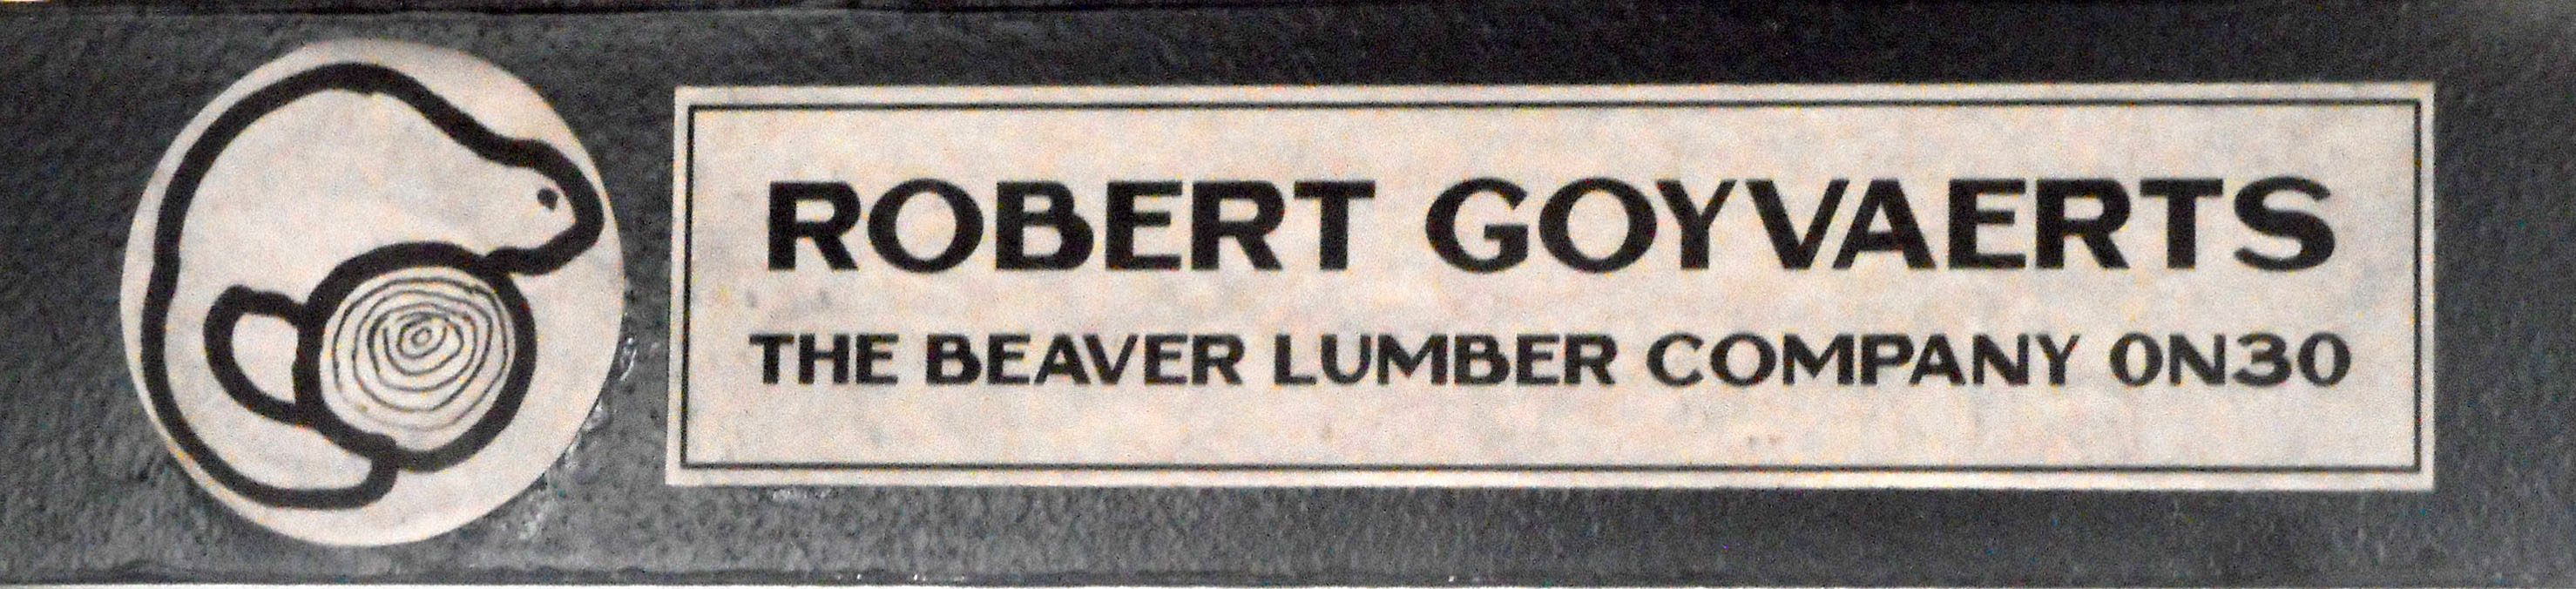 ROBERT GOYVAERTS
THE BEAVER LUMBER COMPANY 0N30